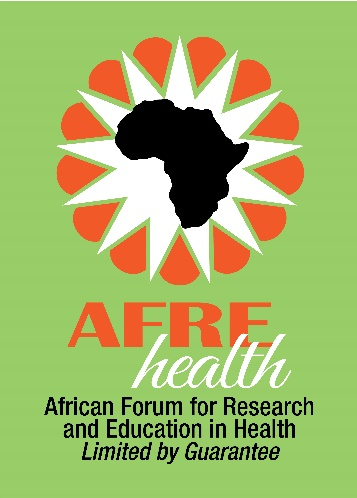 AFRE
health
African Forum for Research
and Education in Health
Limited by Guarantee